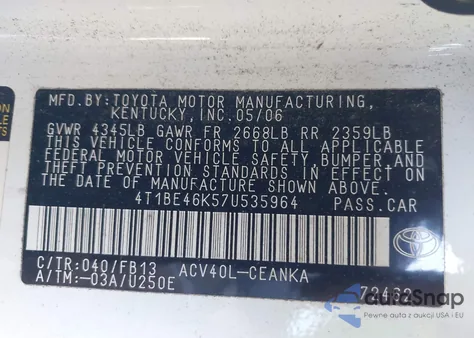 MFD.BY:TOYOTA MOTOR MANUFACTURING,
KENTUCKY,INC.05/06
GVWR 4345LB GAWR FR 2668LB RR 2359LB
THIS VEHICLE CONFORMS TO ALL APPLICABLE
FEDERAL MOTOR VEHICLE SAFETY,BUMPER,AND
THEFT PREVENTION STANDARDS IN EFFECT ON
THE DATE OF MANUFACTURE SHOWN ABOVE.
4T1BE46K57U535964 PASS.CAR
C/TR:040/FB13 ACV40L-CEANKA
A/TM:-03A/U250E
TOYOTA
autoSnap
Pewne auta z aukcji USA i EU